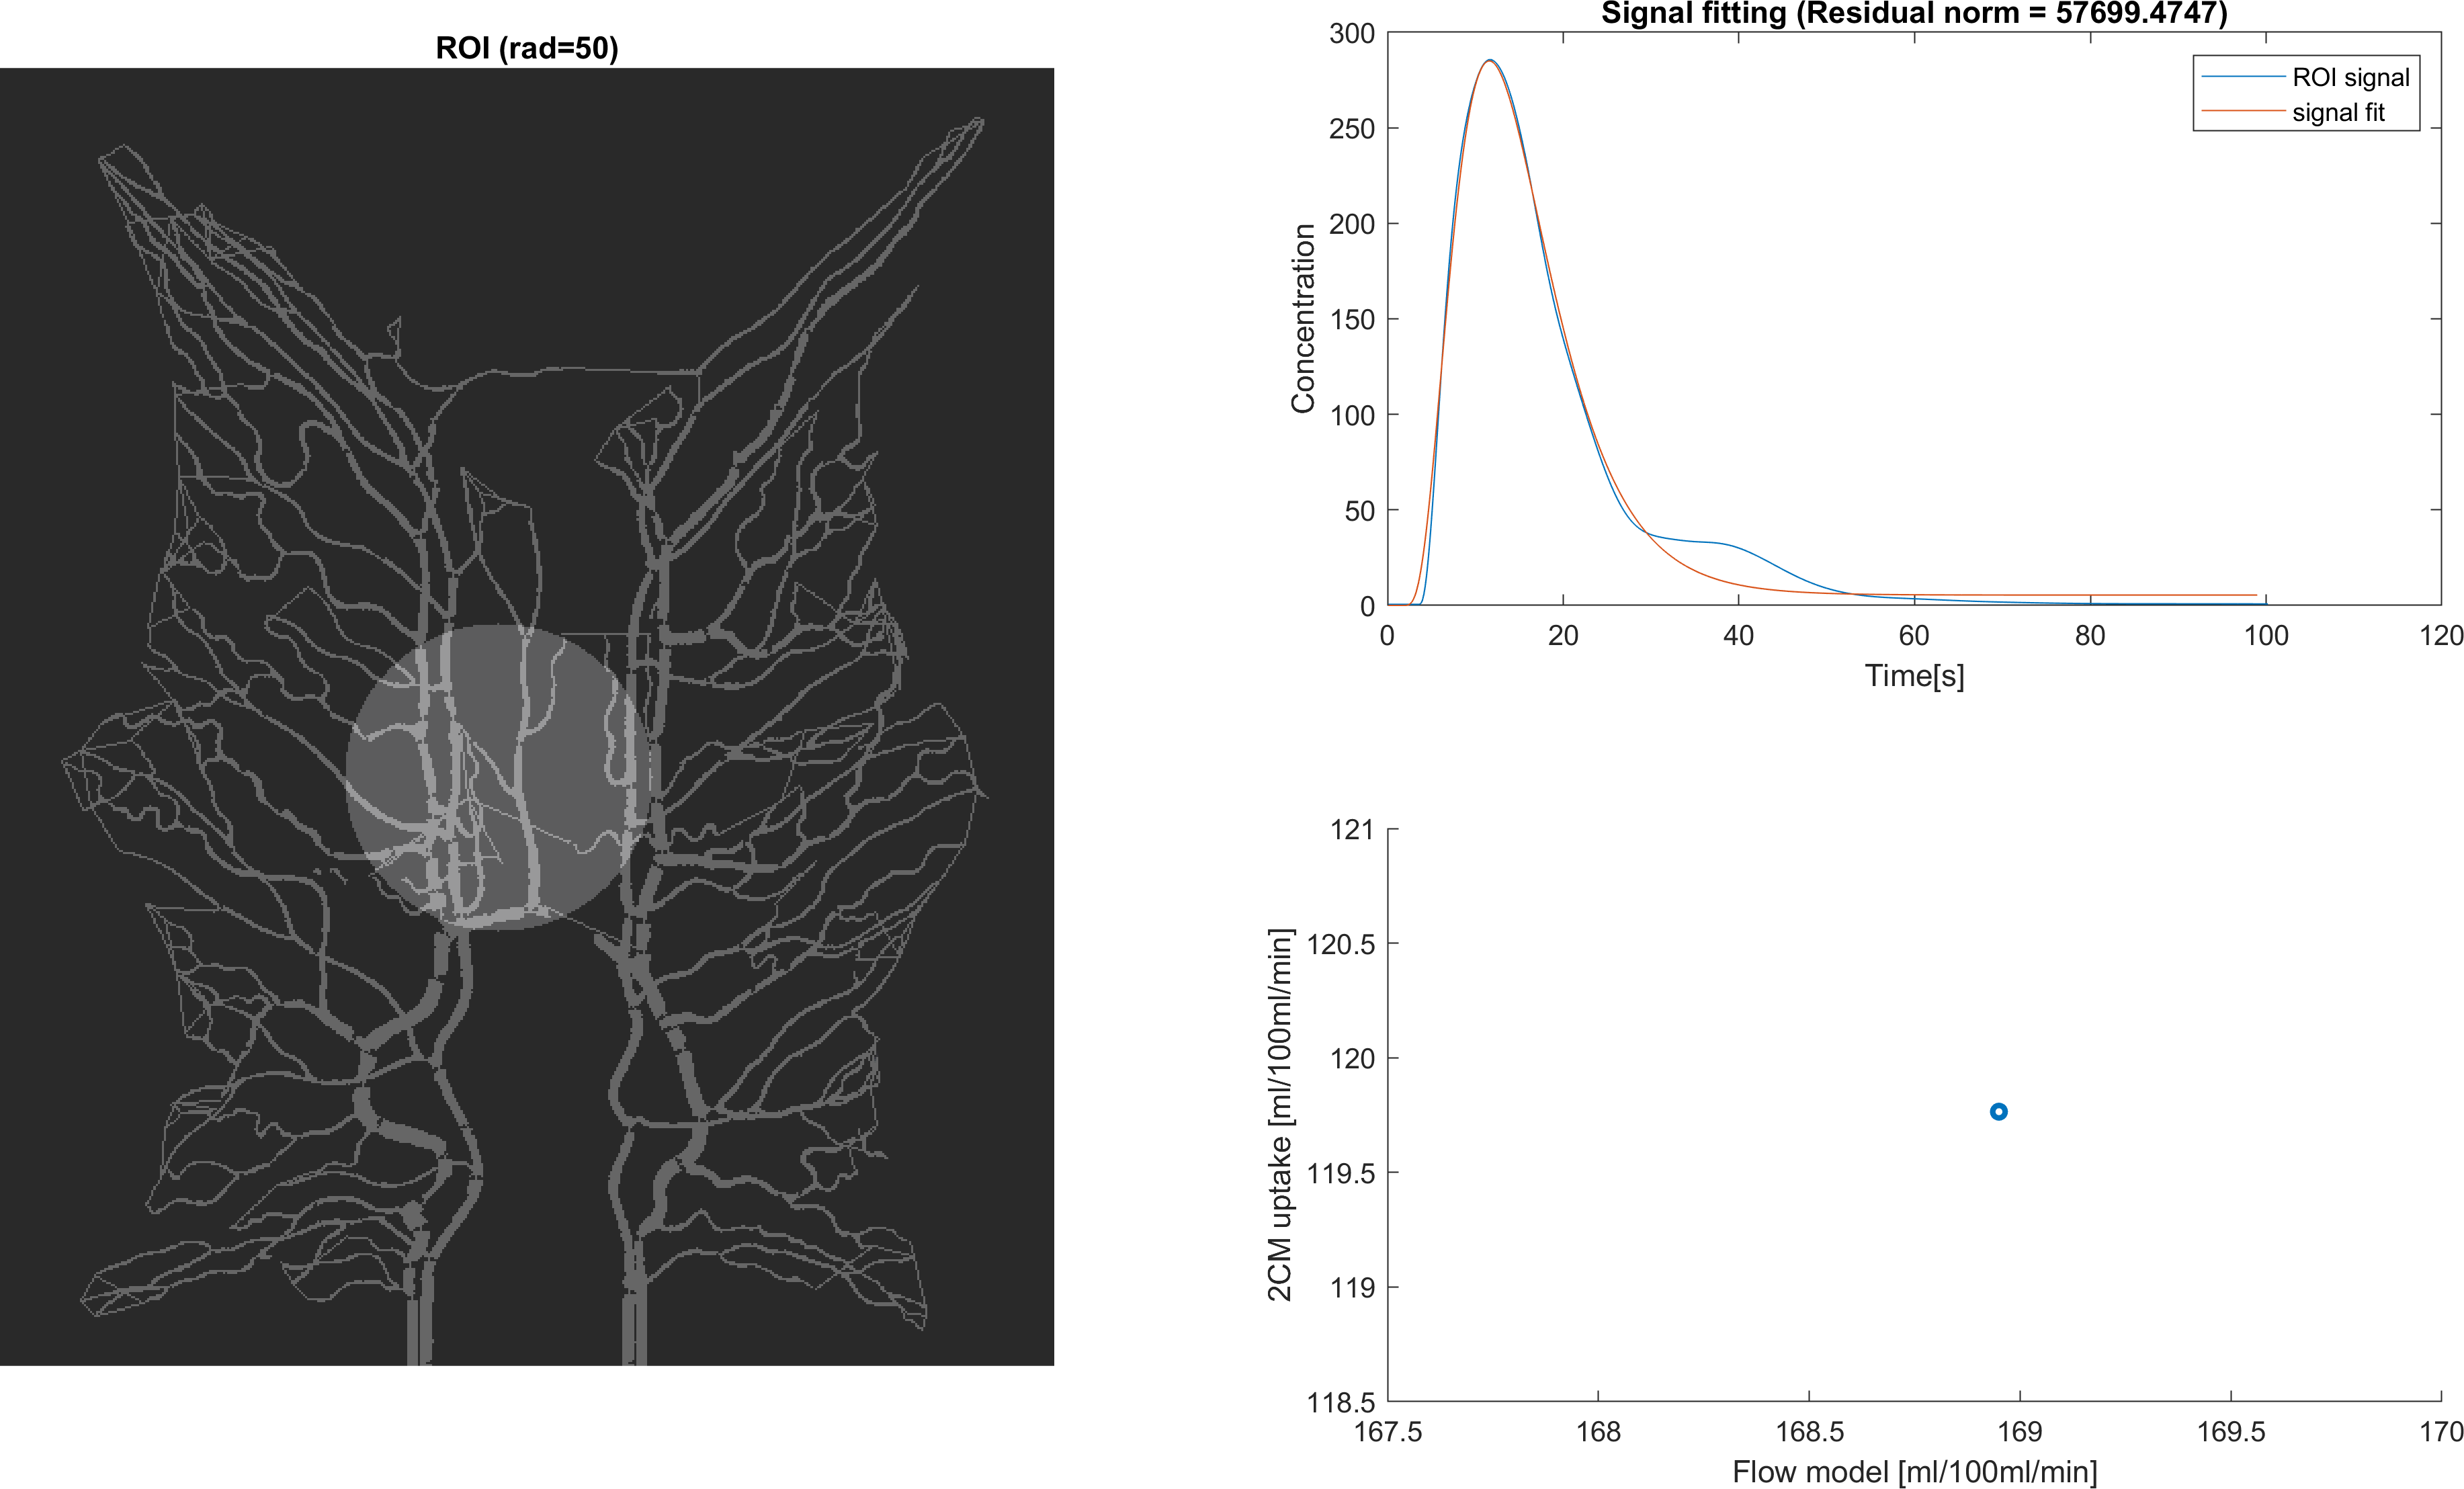 ROI (rad=50)
Signal fitting (Residual norm = 57699.4747)
300
250
200
150
100
50
0
Concentration
ROI signal
signal fit
0 20 40 60 80 100 120
Time[s]
121
120.5
120
119.5
119
118.5
2CM uptake [ml/100ml/min]
167.5 168 168.5 169 169.5 170
Flow model [ml/100ml/min]